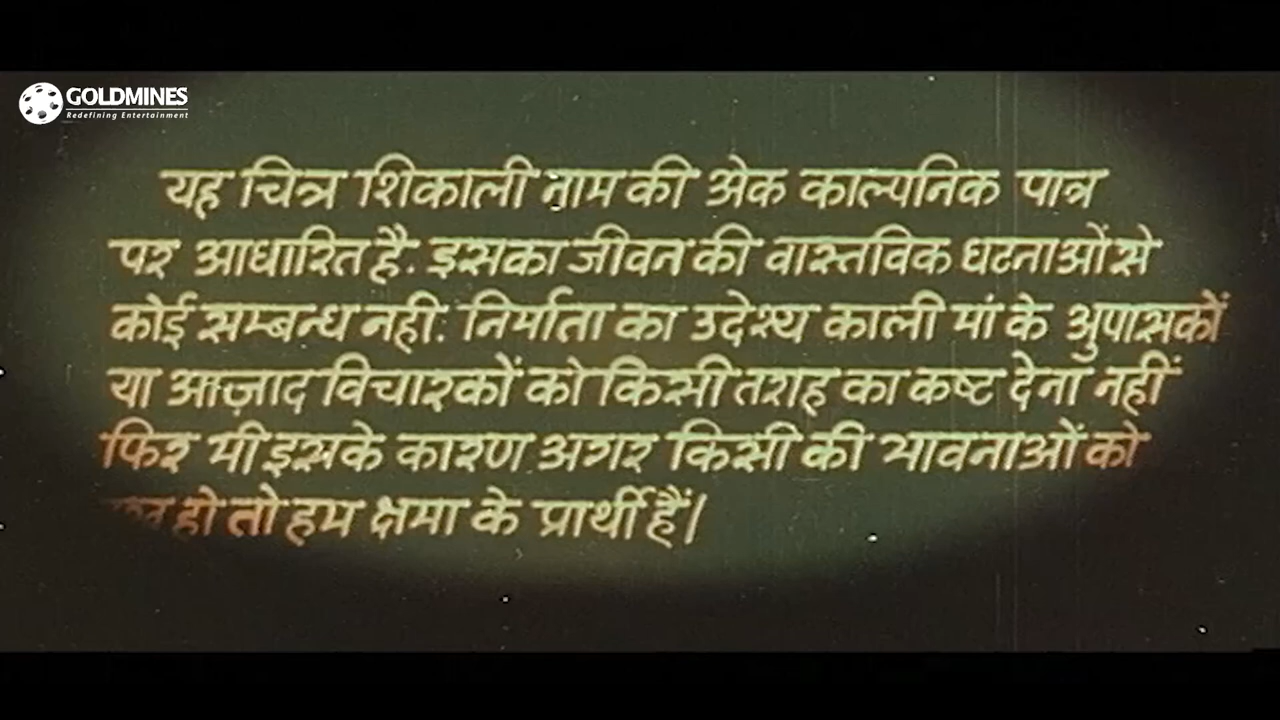 GOLDMINES
Redefining Entertainment
यह चित्र शिकाली नाम की अेक काल्पनिक पात्र
पर आधारित है. इसका जीवन की वास्तविक घटनाओं से
कोई सम्बन्ध नही. निर्माता का उदेश्य काली मां के अुपासकों
या आज़ाद विचारकों को किसी तराह का कष्ट देना नहीं
फिर भी इसके कारण अगर किसी की भावनाओं को
हो तो हम क्षमा के प्रार्थी हैं।